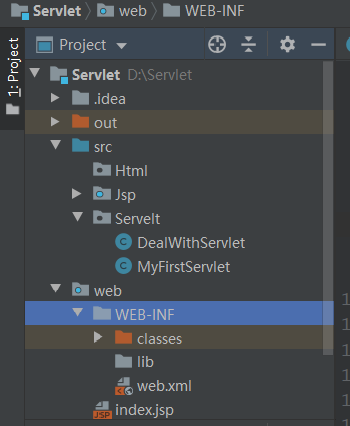 Servlet web WEB-INF
1: Project
Project
Servlet D:\Servlet
.idea
out
src
Html
Jsp
Servelt
DealWithServlet
MyFirstServlet
web
WEB-INF
classes
lib
web.xml
index.jsp